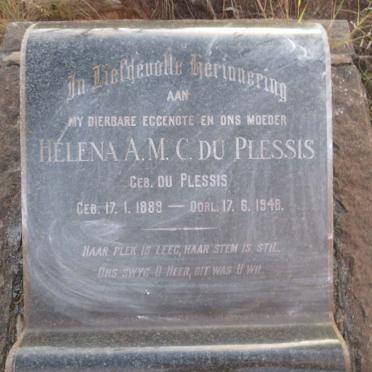 In Liefdevolle Herinnering
AAN
MY DIERBARE EGGENOTE EN ONS MOEDER
HELENA A. M. C. DU PLESSIS
GEB. DU PLESSIS
GEB. 17. 1. 1889 — OORL. 17. 6. 1948.
HAAR PLEK IS LEEG, HAAR STEM IS STIL.
ONS SWYG O HEER, DIT WAS U WIL.